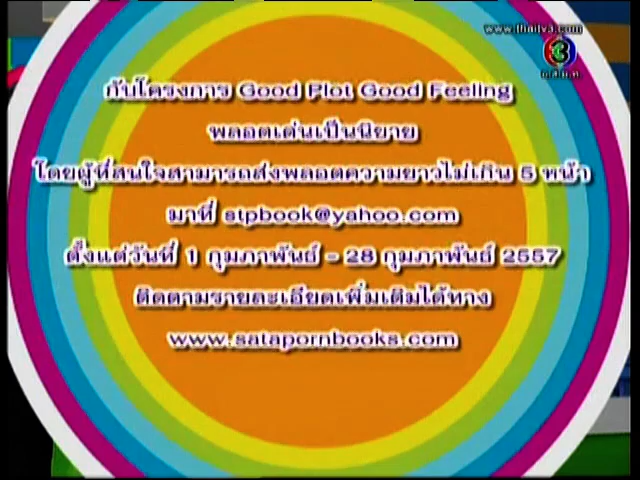 www.thaitv3.com
3
กับโครงการ Good Plot Good Feeling
พลอตเด่นเป็นนิยาย
โดยผู้ที่สนใจสามารถส่งพลอตความยาวไม่เกิน 5 หน้า
มาที่ stpbook@yahoo.com
ตั้งแต่วันที่ 1 กุมภาพันธ์ - 28 กุมภาพันธ์ 2557
ติดตามรายละเอียดเพิ่มเติมได้ทาง
www.satapornbooks.com